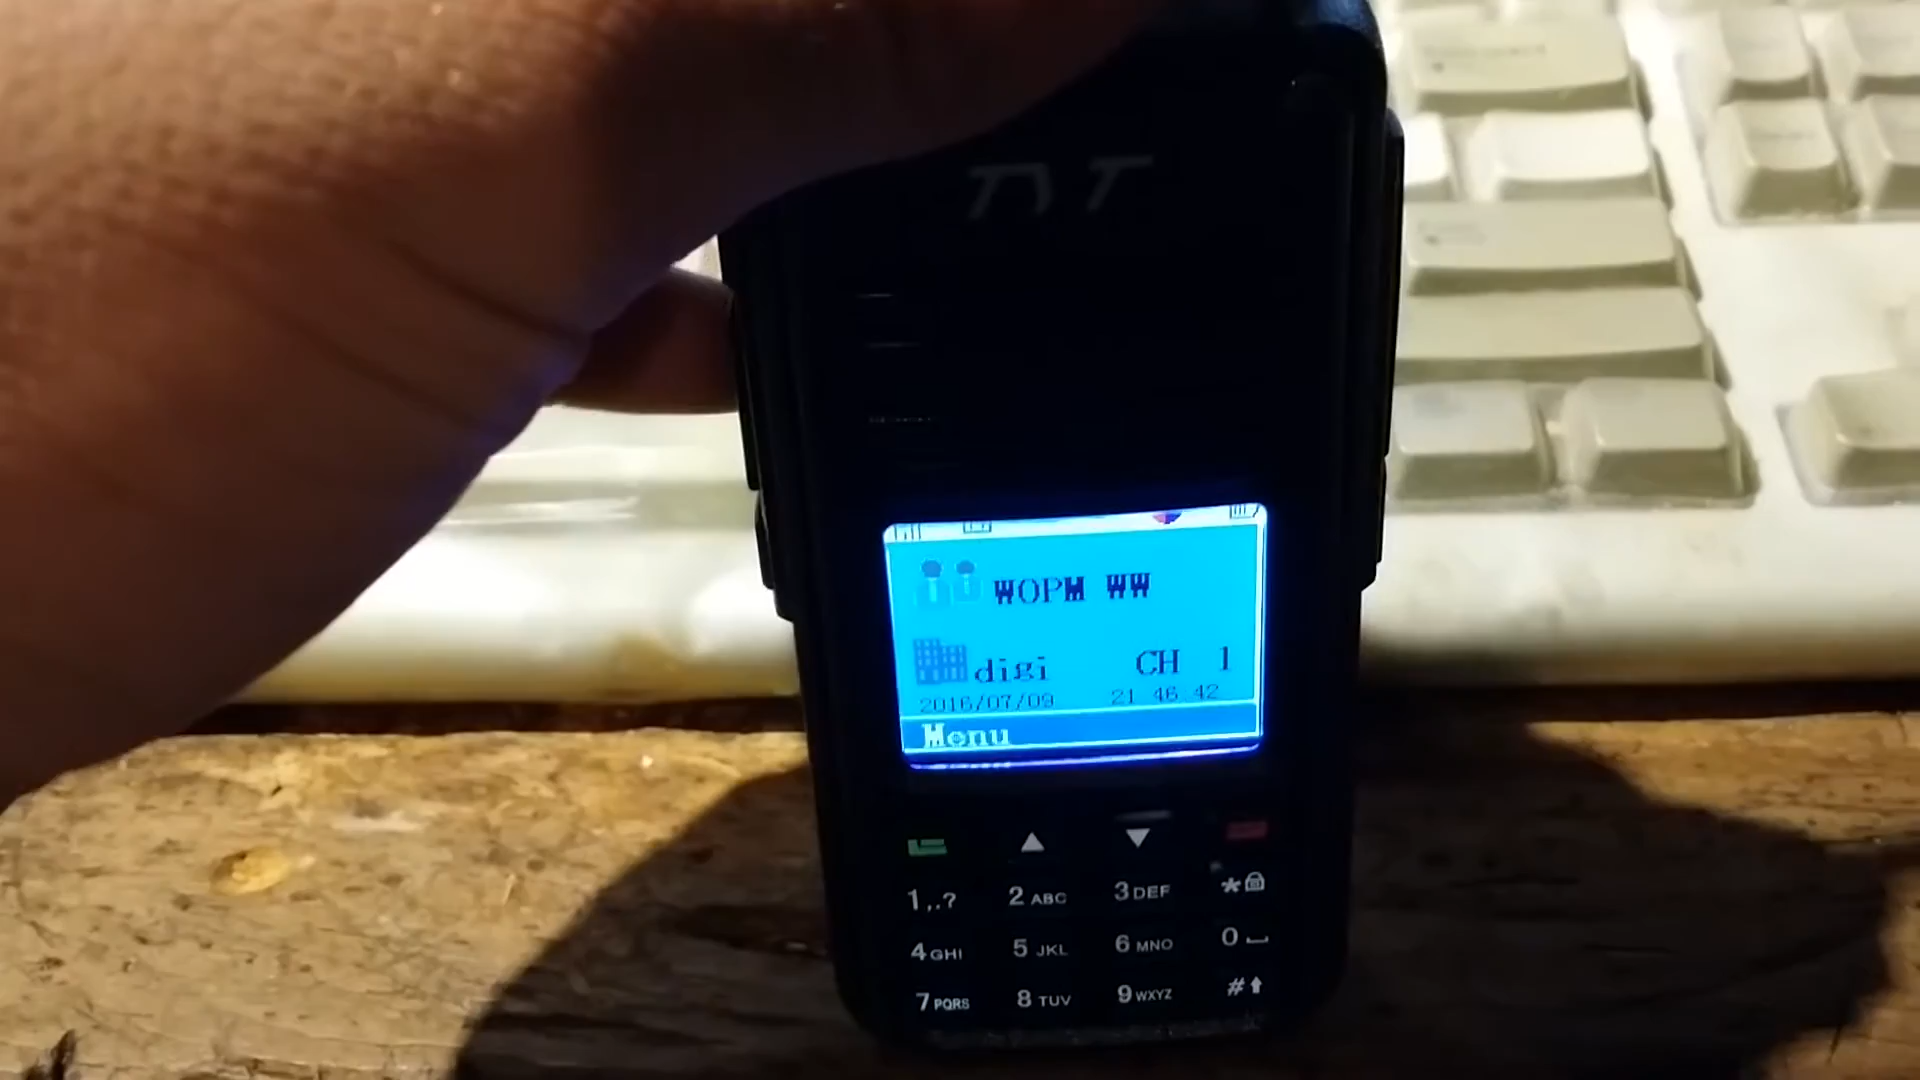 TYT
WOPM WW
digi CH 1
2016/07/09 21 46 42
Menu
1,.? 2 ABC 3 DEF *
4 GHI 5 JKL 6 MNO 0
7 PQRS 8 TUV 9 WXYZ #